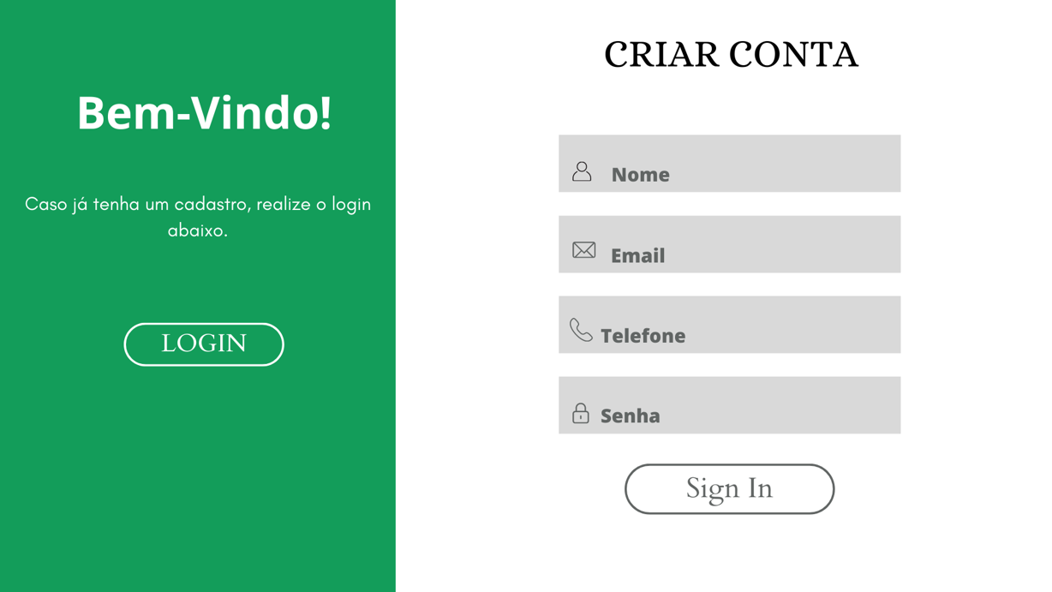 Bem-Vindo!
Caso já tenha um cadastro, realize o login
abaixo.
LOGIN
CRIAR CONTA
Nome
Email
Telefone
Senha
Sign In